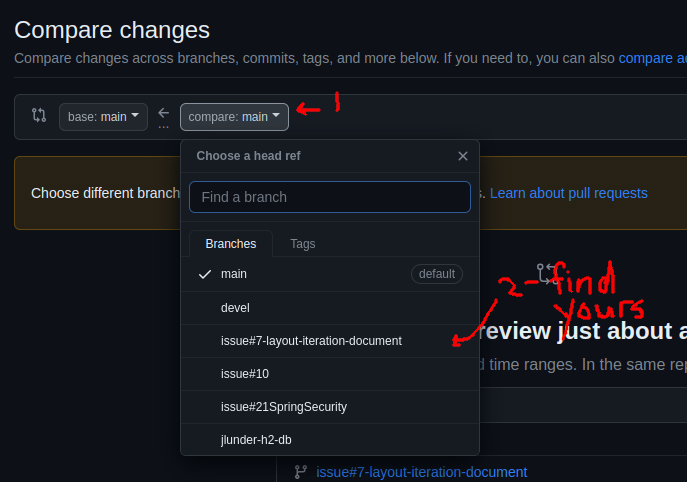 Compare changes
Compare changes across branches, commits, tags, and more below. If you need to, you can also compare
base: main
compare: main
1
...
Choose a head ref
Choose different
Find a branch
s. Learn about pull requests
Branches
Tags
main
default
2-find
yours
devel
review just about a
issue#7-layout-iteration-document
d time ranges. In the same
issue#10
issue#21SpringSecurity
jlunder-h2-db
issue#7-layout-iteration-document